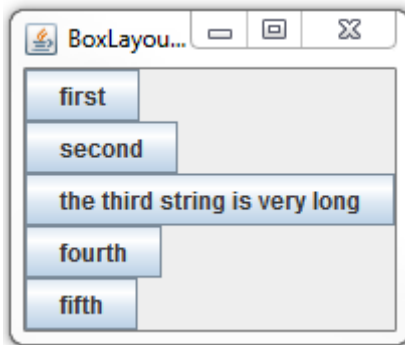 BoxLayou...
first
second
the third string is very long
fourth
fifth